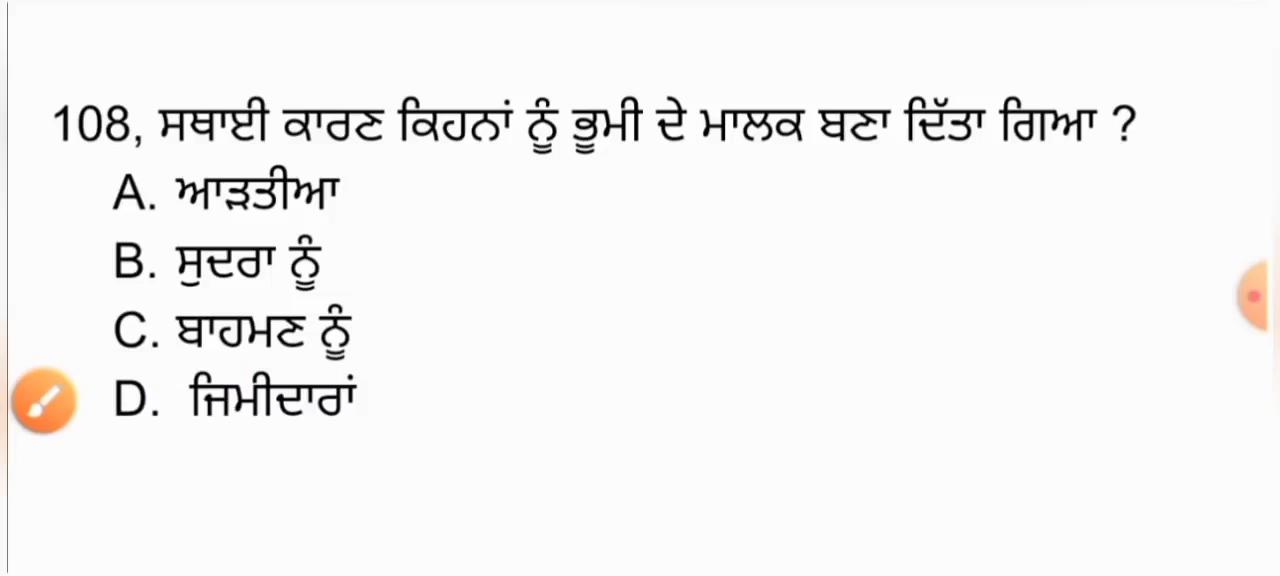 108, ਸਥਾਈ ਕਾਰਣ ਕਿਹਨਾਂ ਨੂੰ ਭੂਮੀ ਦੇ ਮਾਲਕ ਬਣਾ ਦਿੱਤਾ ਗਿਆ ?
A. ਆੜਤੀਆ
B. ਸੁਦਰਾ ਨੂੰ
C. ਬਾਹਮਣ ਨੂੰ
D. ਜਿਮੀਦਾਰਾਂ